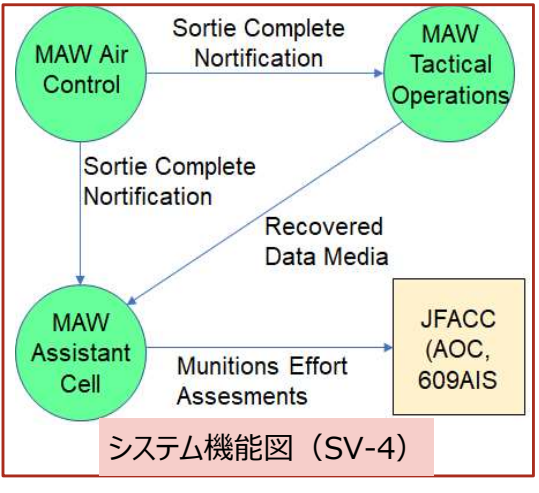 Sortie Complete
Nortification
MAW Air
Control
MAW
Tactical
Operations
Sortie Complete
Nortification
Recovered
Data Media
MAW
Assistant
Cell
Munitions Effort
Assesments
JFACC
(AOC,
609AIS
システム機能図（SV-4）